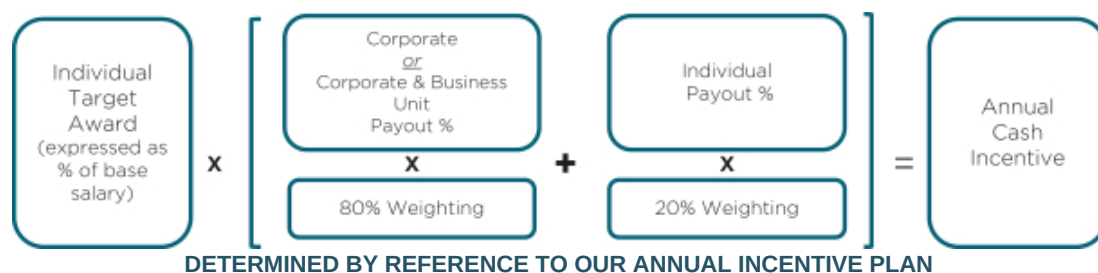 Individual
Target
Award
(expressed as
% of base
salary)
x
Corporate
or
Corporate & Business
Unit
Payout %
x
80% Weighting
+
Individual
Payout %
x
20% Weighting
=
Annual
Cash
Incentive
DETERMINED BY REFERENCE TO OUR ANNUAL INCENTIVE PLAN